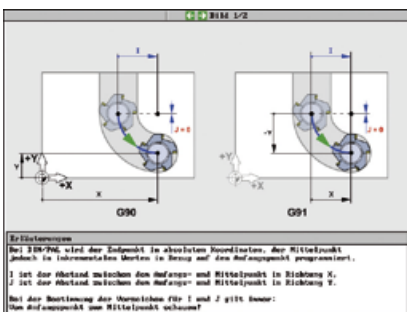 Bild 1/2
I
I
J = 0
J = 0
+Y
Y
+X
X
G90
+Y
-Y
+X
X
G91
Erläuterungen
Bei DIN/PAL wird der Endpunkt in absoluten Koordinaten, der Mittelpunkt
jedoch in inkrementalen Werten in Bezug auf den Anfangspunkt programmiert.
I ist der Abstand zwischen dem Anfangs- und Mittelpunkt in Richtung X.
J ist der Abstand zwischen dem Anfangs- und Mittelpunkt in Richtung Y.
Bei der Bestimmung der Vorzeichen für I und J gilt immer:
Vom Anfangspunkt zum Mittelpunkt schauen!